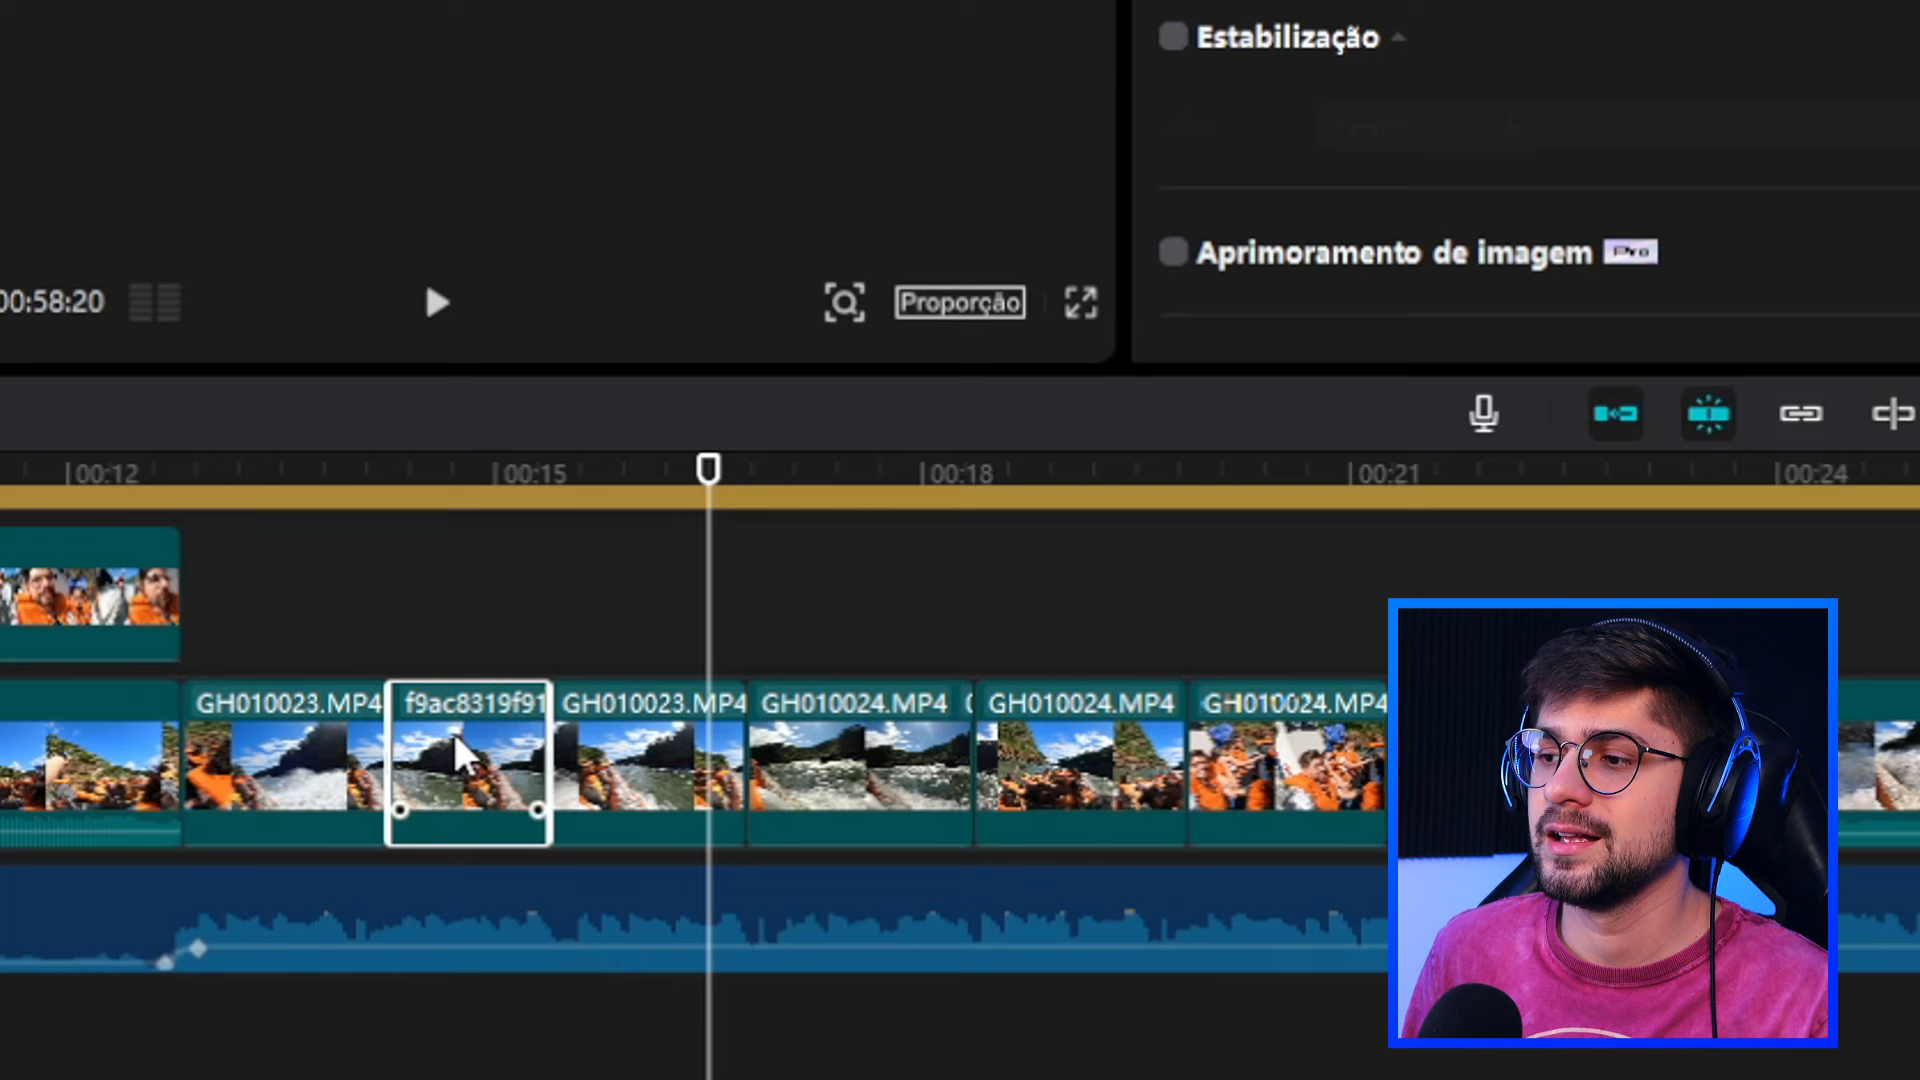 Estabilização
Aprimoramento de imagem Pro
00:58:20
Proporção
00:12
00:15
00:18
00:21
00:24
GH010023.MP4
f9ac8319f91
GH010023.MP4
GH010024.MP4
GH010024.MP4
GH010024.MP4